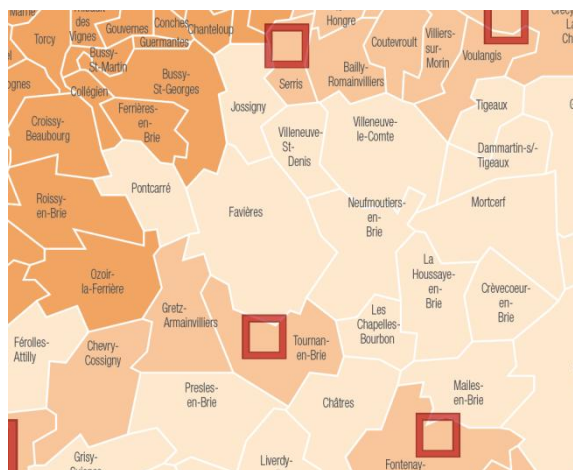 Marne
des
Vignes
Torcy
Gouvernes
Conches
Chanteloup
Guermantes
Bussy-
St-Martin
Collégien
Bussy-
St-Georges
Ferrières-
en-Brie
Croissy-
Beaubourg
Hongre
Serris
Bailly-
Romainvilliers
Coutevroult
Villiers-
sur-
Morin
Voulangis
Tigeaux
Jossigny
Villeneuve-
St-
Denis
Villeneuve-
le-Comte
Dammartin-s/-
Tigeaux
Pontcarré
Roissy-
en-Brie
Favières
Neufmoutiers-
en-
Brie
Mortcerf
Ozoir-
la-Ferrière
La
Houssaye-
en-Brie
Crèvecoeur-
en-
Brie
Gretz-
Armainvilliers
Les
Chapelles-
Bourbon
Tournan-
en-Brie
Férolles-
Attilly
Chevry-
Cossigny
Presles-
en-Brie
Châtres
Mailes-
en-Brie
Grisy-
Liverdy-
Fontenay-